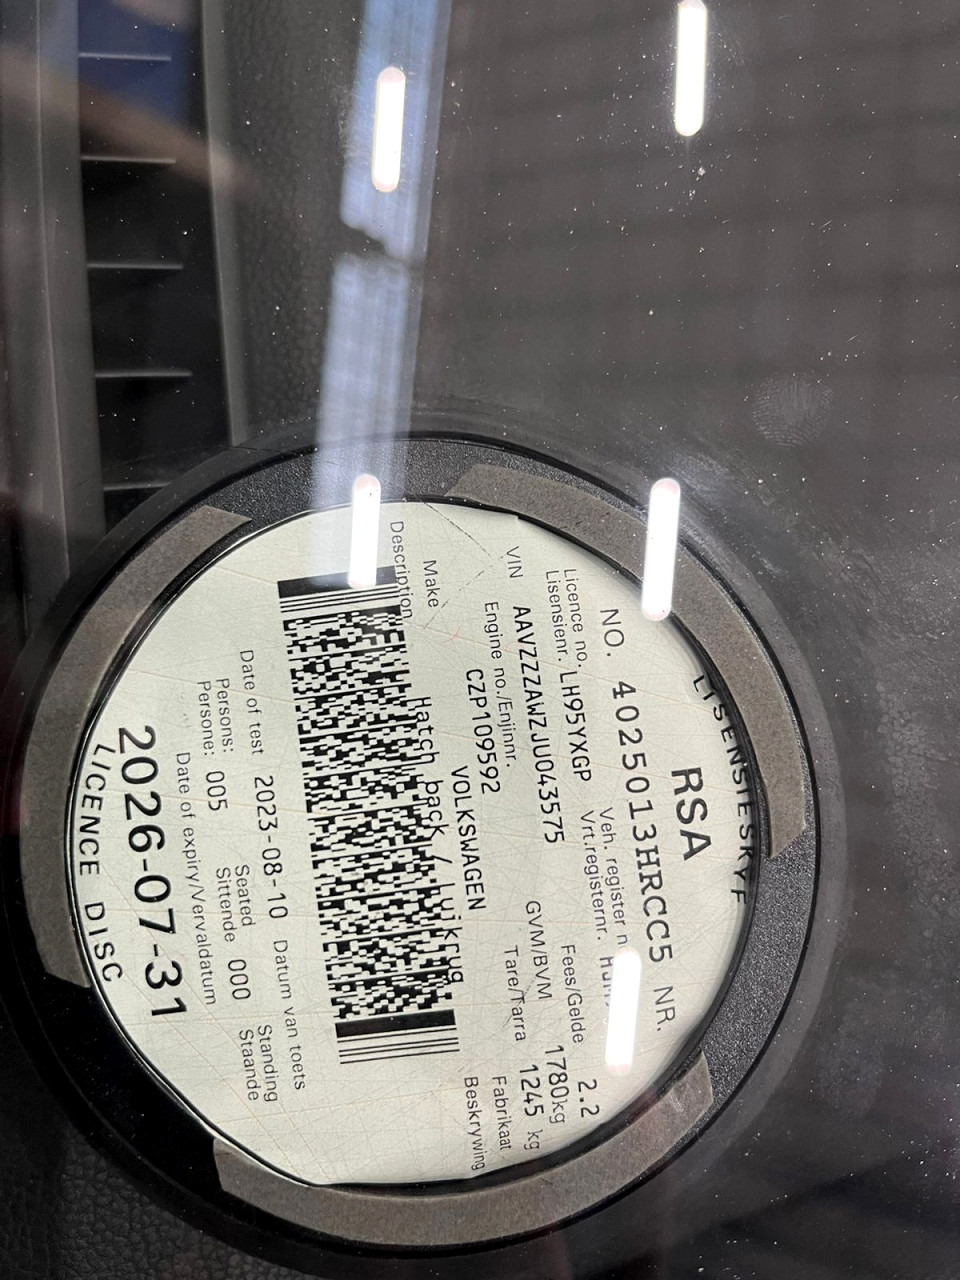 LISENSIESKYF
RSA
NO. 4025013HRCC5 NR.
Licence no. Veh. register
Lisensienr. LH95YXGP Vrt.registernr.
VIN AAVZZZAWZJU043575 Fees/Gelde 2.2
Engine no./Enjinnr. GVM/BVM 1780kg
CZP109592 Tare/Tarra 1245 kg
Make VOLKSWAGEN Fabrikaat
Description Hatch back / Luikrug Beskrywing
Date of test 2023-08-10 Datum van toets
Persons: Seated Standing
Persone: 005 Sittende 000 Staande
Date of expiry/Vervaldatum
2026-07-31
LICENCE DISC